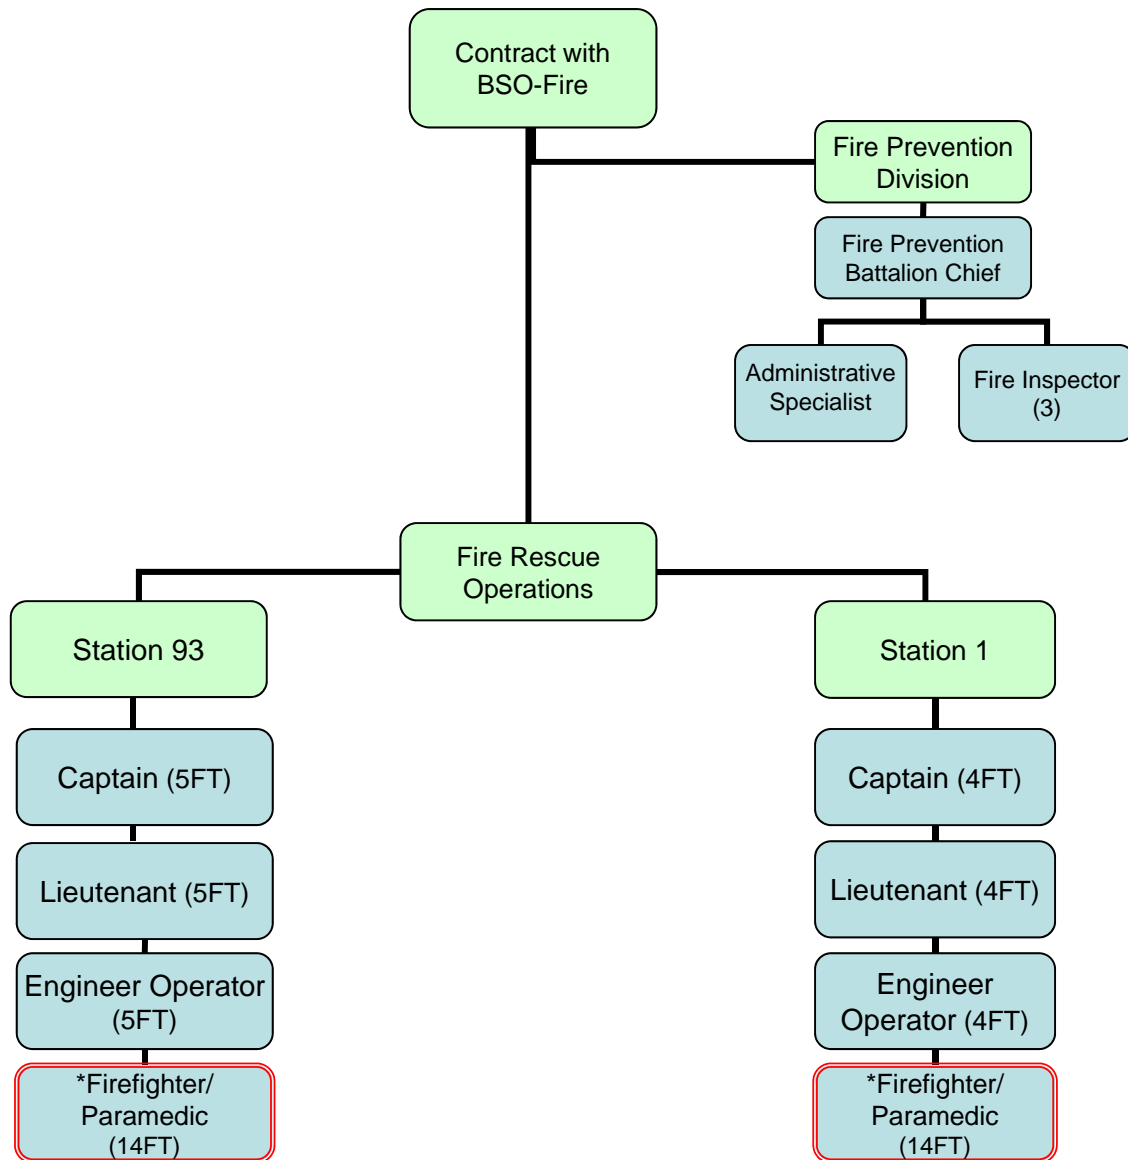 Contract with
BSO-Fire
Fire Prevention
Division
Fire Prevention
Battalion Chief
Administrative
Specialist
Fire Inspector
(3)
Fire Rescue
Operations
Station 93
Captain (5FT)
Lieutenant (5FT)
Engineer Operator
(5FT)
*Firefighter/
Paramedic
(14FT)
Station 1
Captain (4FT)
Lieutenant (4FT)
Engineer
Operator (4FT)
*Firefighter/
Paramedic
(14FT)